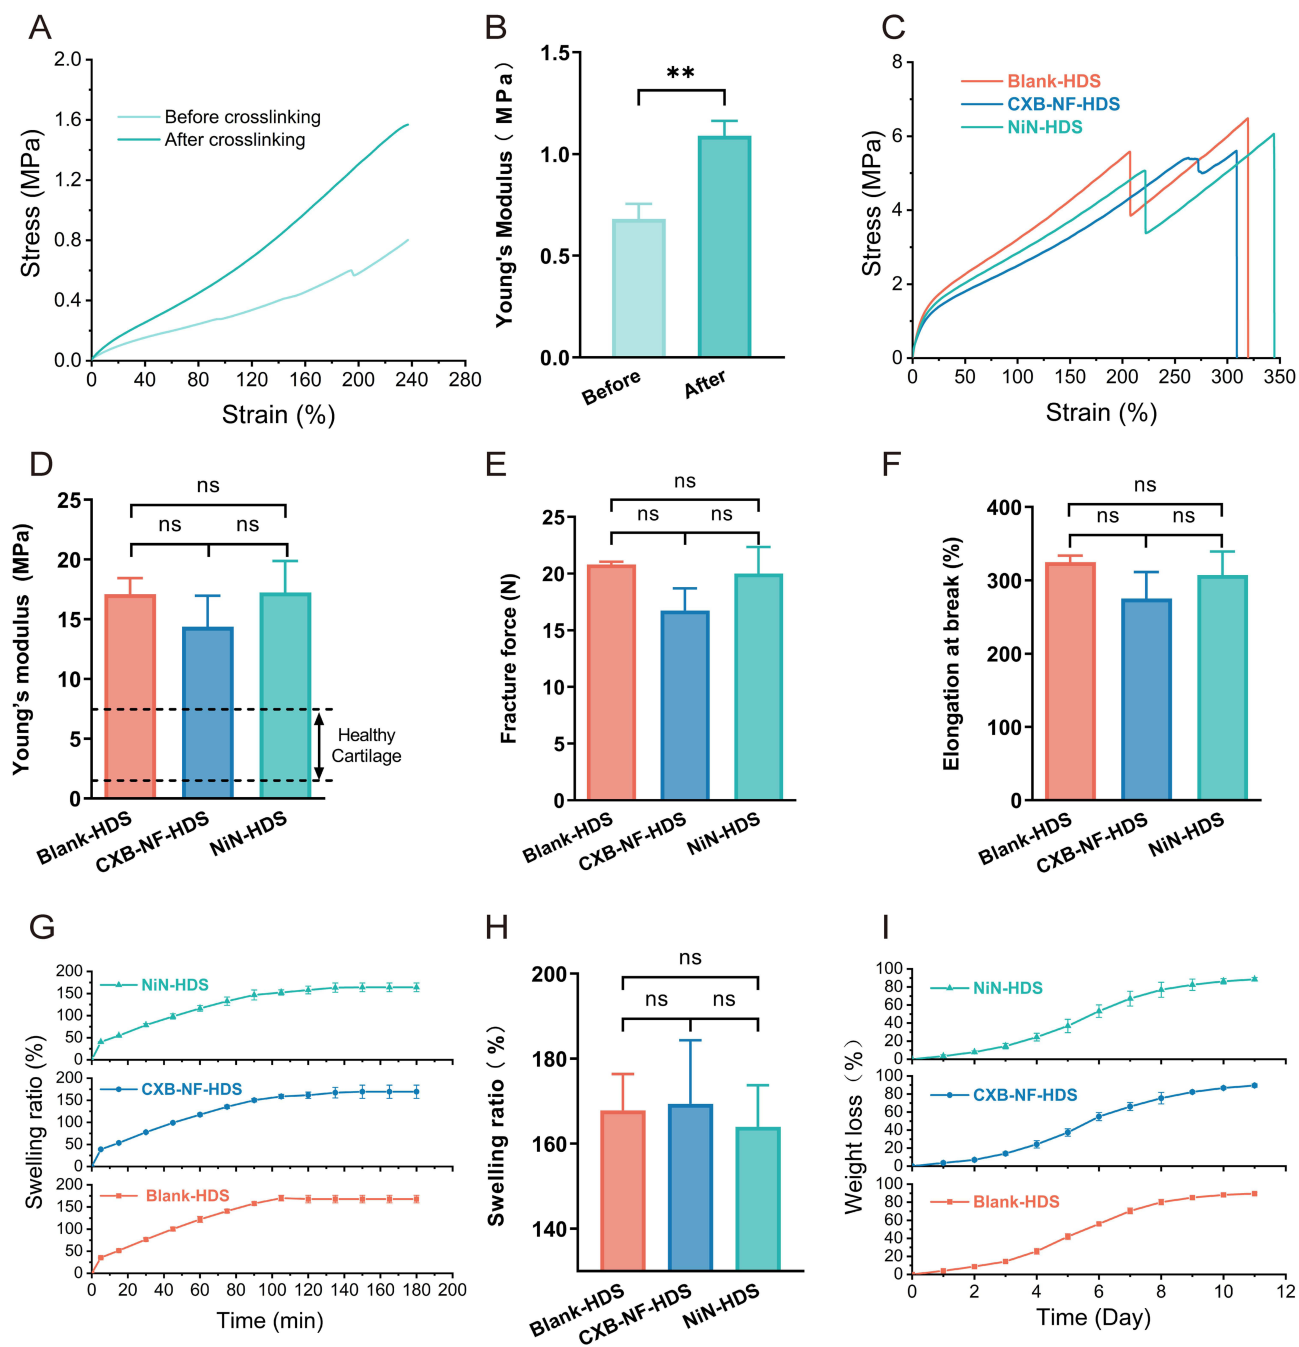 A
2.0
1.6
1.2
0.8
0.4
0.0
Stress (MPa)
Before crosslinking
After crosslinking
0 40 80 120 160 200 240 280
Strain (%)
B
1.5
1.0
0.5
0.0
Young's Modulus ( MPa)
**
Before
After
C
8
6
4
2
0
Stress (MPa)
Blank-HDS
CXB-NF-HDS
NiN-HDS
0 50 100 150 200 250 300 350
Strain (%)
D
25
20
15
10
5
0
Young's modulus (MPa)
ns
ns ns
Healthy
Cartilage
Blank-HDS
CXB-NF-HDS
NiN-HDS
E
25
20
15
10
5
0
Fracture force (N)
ns
ns ns
Blank-HDS
CXB-NF-HDS
NiN-HDS
F
400
300
200
100
0
Elongation at break (%)
ns
ns ns
Blank-HDS
CXB-NF-HDS
NiN-HDS
G
Swelling ratio (%)
200
150
100
50
0
NiN-HDS
200
150
100
50
0
CXB-NF-HDS
200
150
100
50
0
Blank-HDS
0 20 40 60 80 100 120 140 160 180 200
Time (min)
H
200
180
160
140
Swelling ratio (%)
ns
ns ns
Blank-HDS
CXB-NF-HDS
NiN-HDS
I
Weight loss (%)
100
80
60
40
20
0
NiN-HDS
100
80
60
40
20
0
CXB-NF-HDS
100
80
60
40
20
0
Blank-HDS
0 2 4 6 8 10 12
Time (Day)